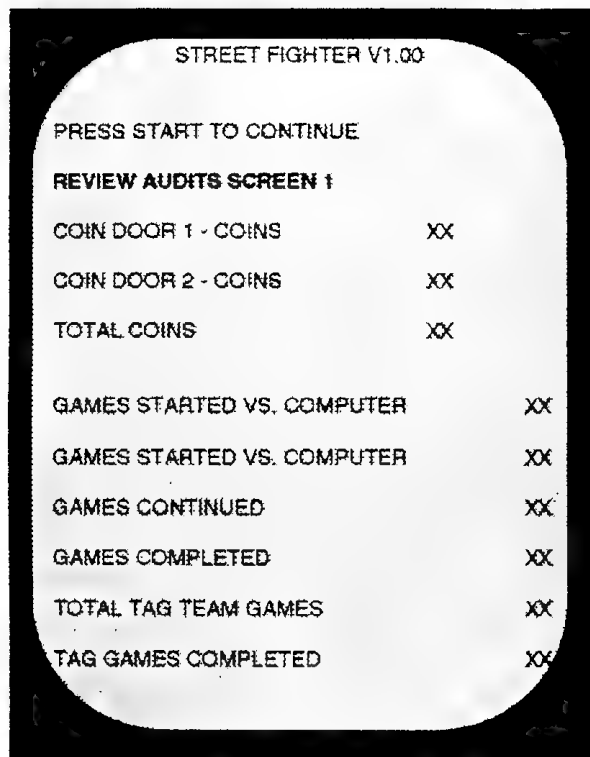 STREET FIGHTER V1.00
PRESS START TO CONTINUE
REVIEW AUDITS SCREEN 1
COIN DOOR 1 - COINS XX
COIN DOOR 2 - COINS XX
TOTAL COINS XX
GAMES STARTED VS. COMPUTER XX
GAMES STARTED VS. COMPUTER XX
GAMES CONTINUED XX
GAMES COMPLETED XX
TOTAL TAG TEAM GAMES XX
TAG GAMES COMPLETED XX